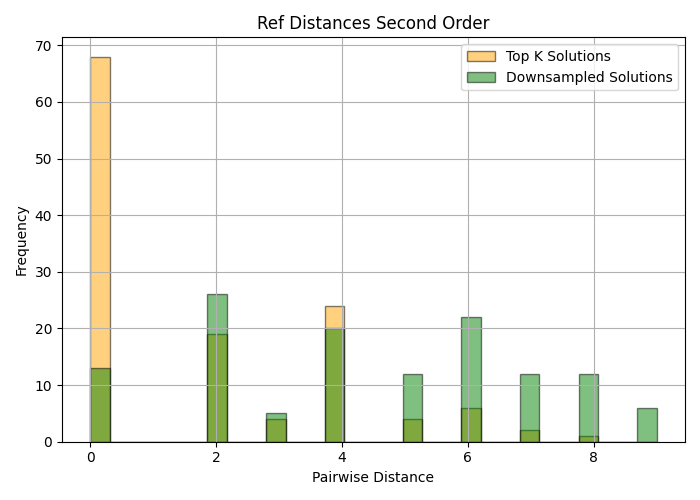 Ref Distances Second Order
Top K Solutions
Downsampled Solutions
Frequency
70
60
50
40
30
20
10
0
0 2 4 6 8
Pairwise Distance